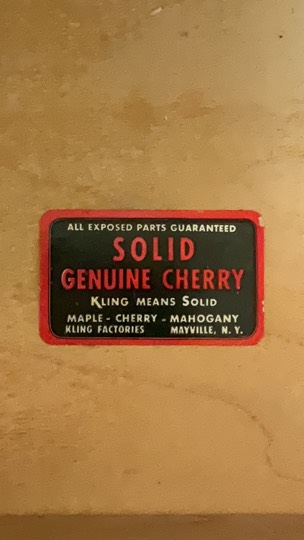 ALL EXPOSED PARTS GUARANTEED
SOLID
GENUINE CHERRY
KLING MEANS SOLID
MAPLE - CHERRY - MAHOGANY
KLING FACTORIES MAYVILLE, N. Y.